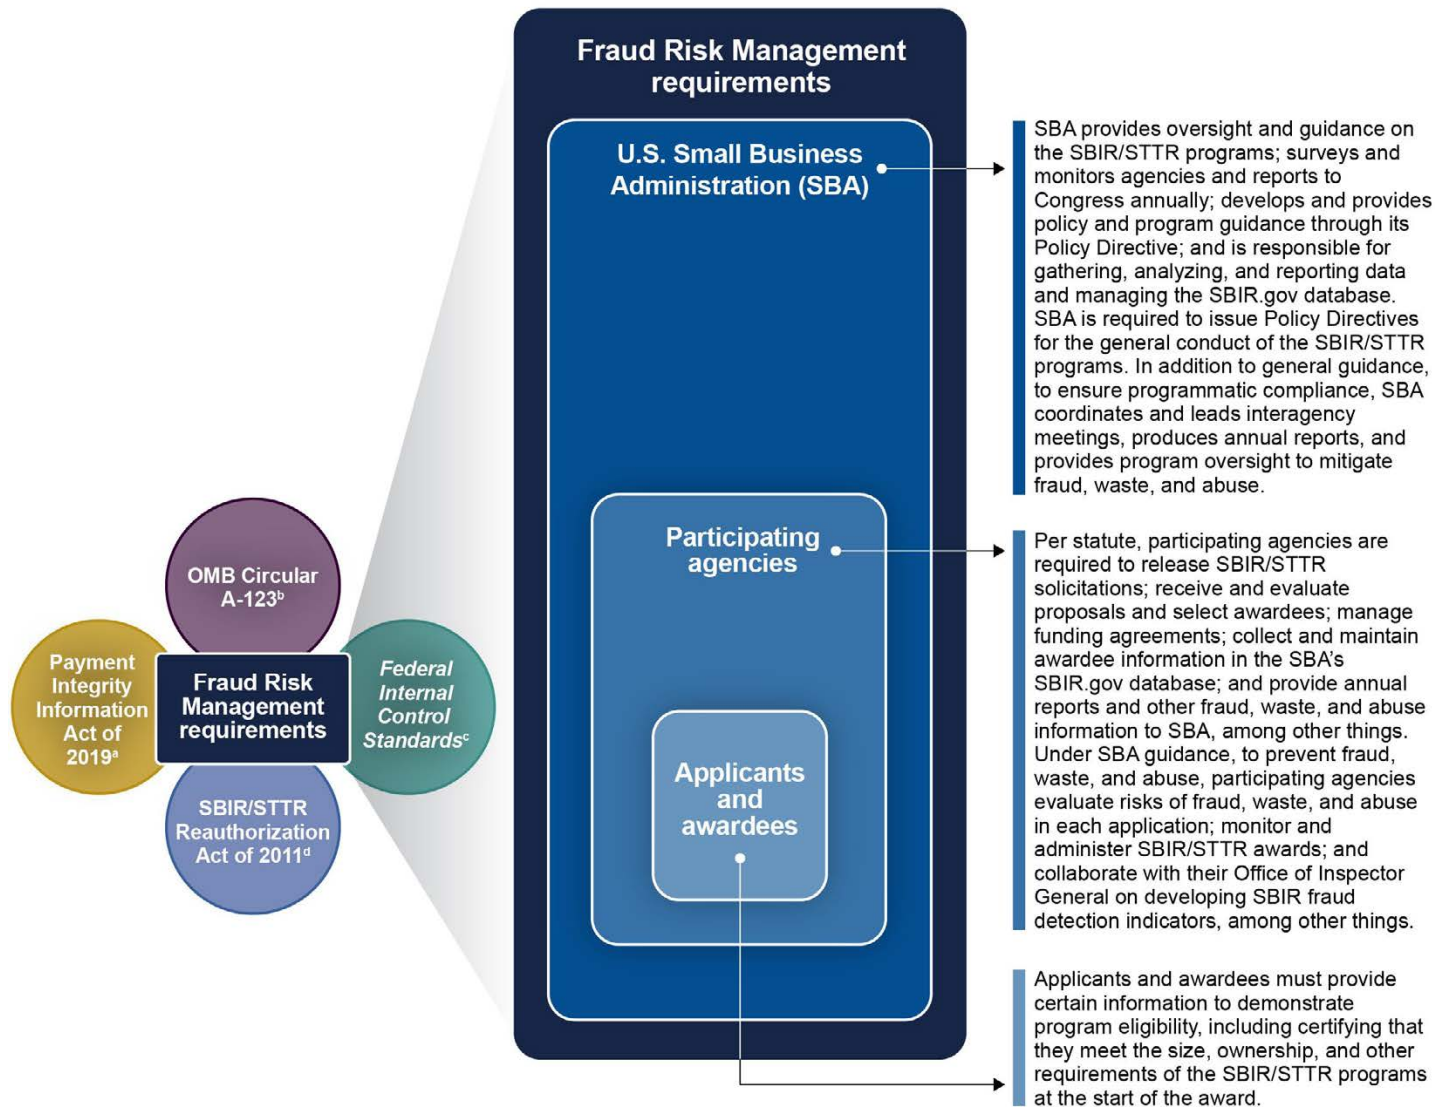 Fraud Risk Management
requirements
U.S. Small Business
Administration (SBA)
SBA provides oversight and guidance on
the SBIR/STTR programs; surveys and
monitors agencies and reports to
Congress annually; develops and provides
policy and program guidance through its
Policy Directive; and is responsible for
gathering, analyzing, and reporting data
and managing the SBIR.gov database.
SBA is required to issue Policy Directives
for the general conduct of the SBIR/STTR
programs. In addition to general guidance,
to ensure programmatic compliance, SBA
coordinates and leads interagency
meetings, produces annual reports, and
provides program oversight to mitigate
fraud, waste, and abuse.
Participating
agencies
Per statute, participating agencies are
required to release SBIR/STTR
solicitations; receive and evaluate
proposals and select awardees; manage
funding agreements; collect and maintain
awardee information in the SBA's
SBIR.gov database; and provide annual
reports and other fraud, waste, and abuse
information to SBA, among other things.
Under SBA guidance, to prevent fraud,
waste, and abuse, participating agencies
evaluate risks of fraud, waste, and abuse
in each application; monitor and
administer SBIR/STTR awards; and
collaborate with their Office of Inspector
General on developing SBIR fraud
detection indicators, among other things.
Applicants
and
awardees
Applicants and awardees must provide
certain information to demonstrate
program eligibility, including certifying that
they meet the size, ownership, and other
requirements of the SBIR/STTR programs
at the start of the award.
OMB Circular
A-123b
Payment
Integrity
Information
Act of
2019a
Fraud Risk
Management
requirements
Federal
Internal
Control
Standardsc
SBIR/STTR
Reauthorization
Act of 2011d